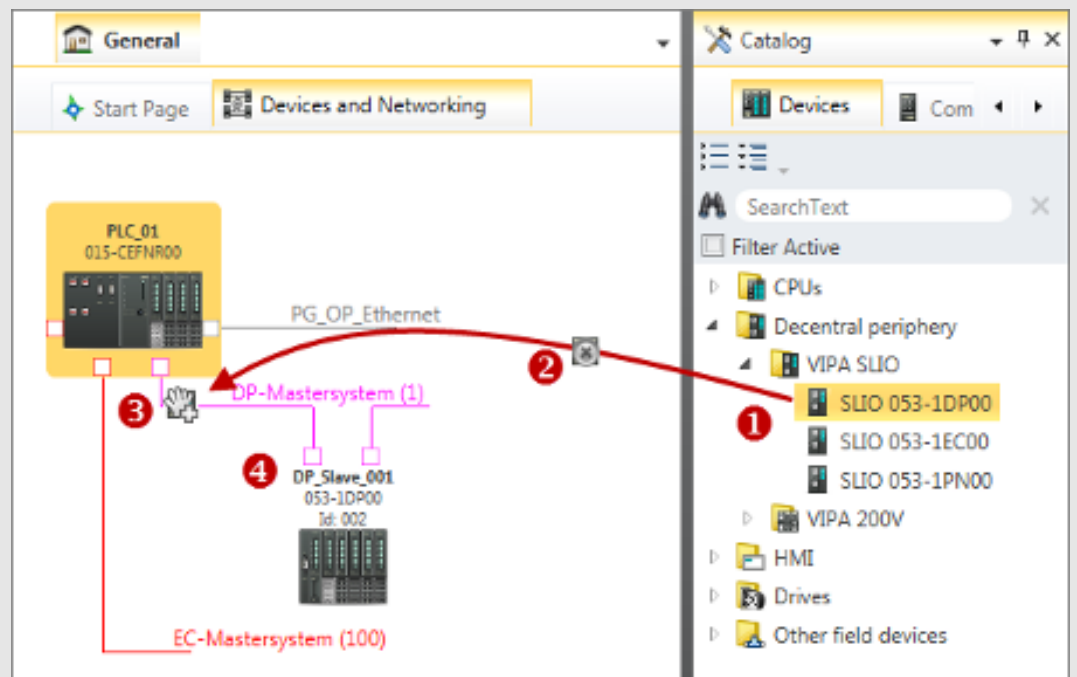 General
Start Page
Devices and Networking
PLC_01
015-CEFNR00
PG_OP_Ethernet
2
3
DP-Mastersystem (1)
4
DP_Slave_001
053-1DP00
Id: 002
EC-Mastersystem (100)
Catalog
Devices
Com
SearchText
Filter Active
CPUs
Decentral periphery
VIPA SLIO
1
SLIO 053-1DP00
SLIO 053-1EC00
SLIO 053-1PN00
VIPA 200V
HMI
Drives
Other field devices